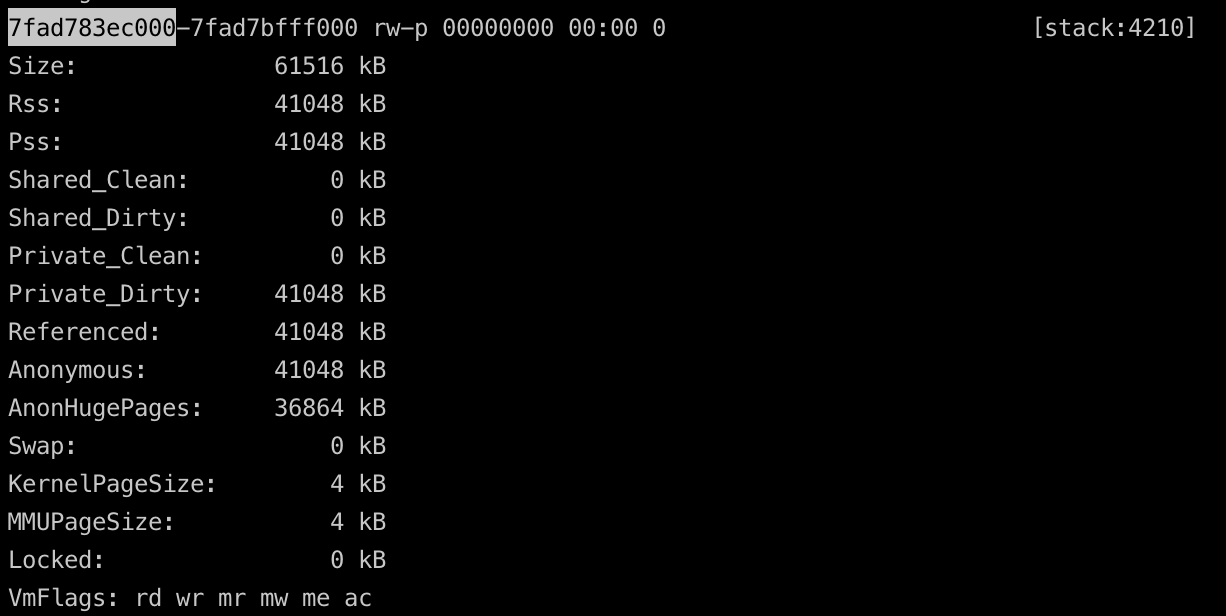 7fad783ec000-7fad7bfff000 rw-p 00000000 00:00 0 [stack:4210]
Size: 61516 kB
Rss: 41048 kB
Pss: 41048 kB
Shared_Clean: 0 kB
Shared_Dirty: 0 kB
Private_Clean: 0 kB
Private_Dirty: 41048 kB
Referenced: 41048 kB
Anonymous: 41048 kB
AnonHugePages: 36864 kB
Swap: 0 kB
KernelPageSize: 4 kB
MMUPageSize: 4 kB
Locked: 0 kB
VmFlags: rd wr mr mw me ac